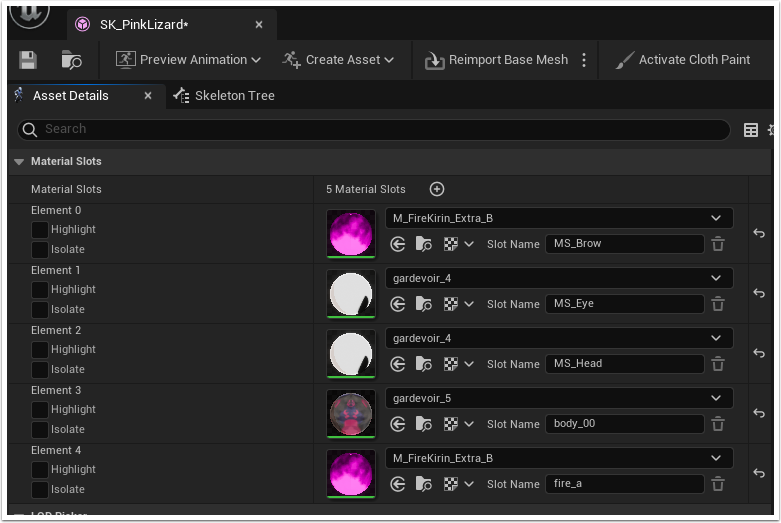 SK_PinkLizard*
Preview Animation
Create Asset
Reimport Base Mesh
Activate Cloth Paint
Asset Details
Skeleton Tree
Search
Material Slots
Material Slots
5 Material Slots
Element 0
Highlight
Isolate
M_FireKirin_Extra_B
Slot Name
MS_Brow
Element 1
Highlight
Isolate
gardevoir_4
Slot Name
MS_Eye
Element 2
Highlight
Isolate
gardevoir_4
Slot Name
MS_Head
Element 3
Highlight
Isolate
gardevoir_5
Slot Name
body_00
Element 4
Highlight
Isolate
M_FireKirin_Extra_B
Slot Name
fire_a
LOD Picker